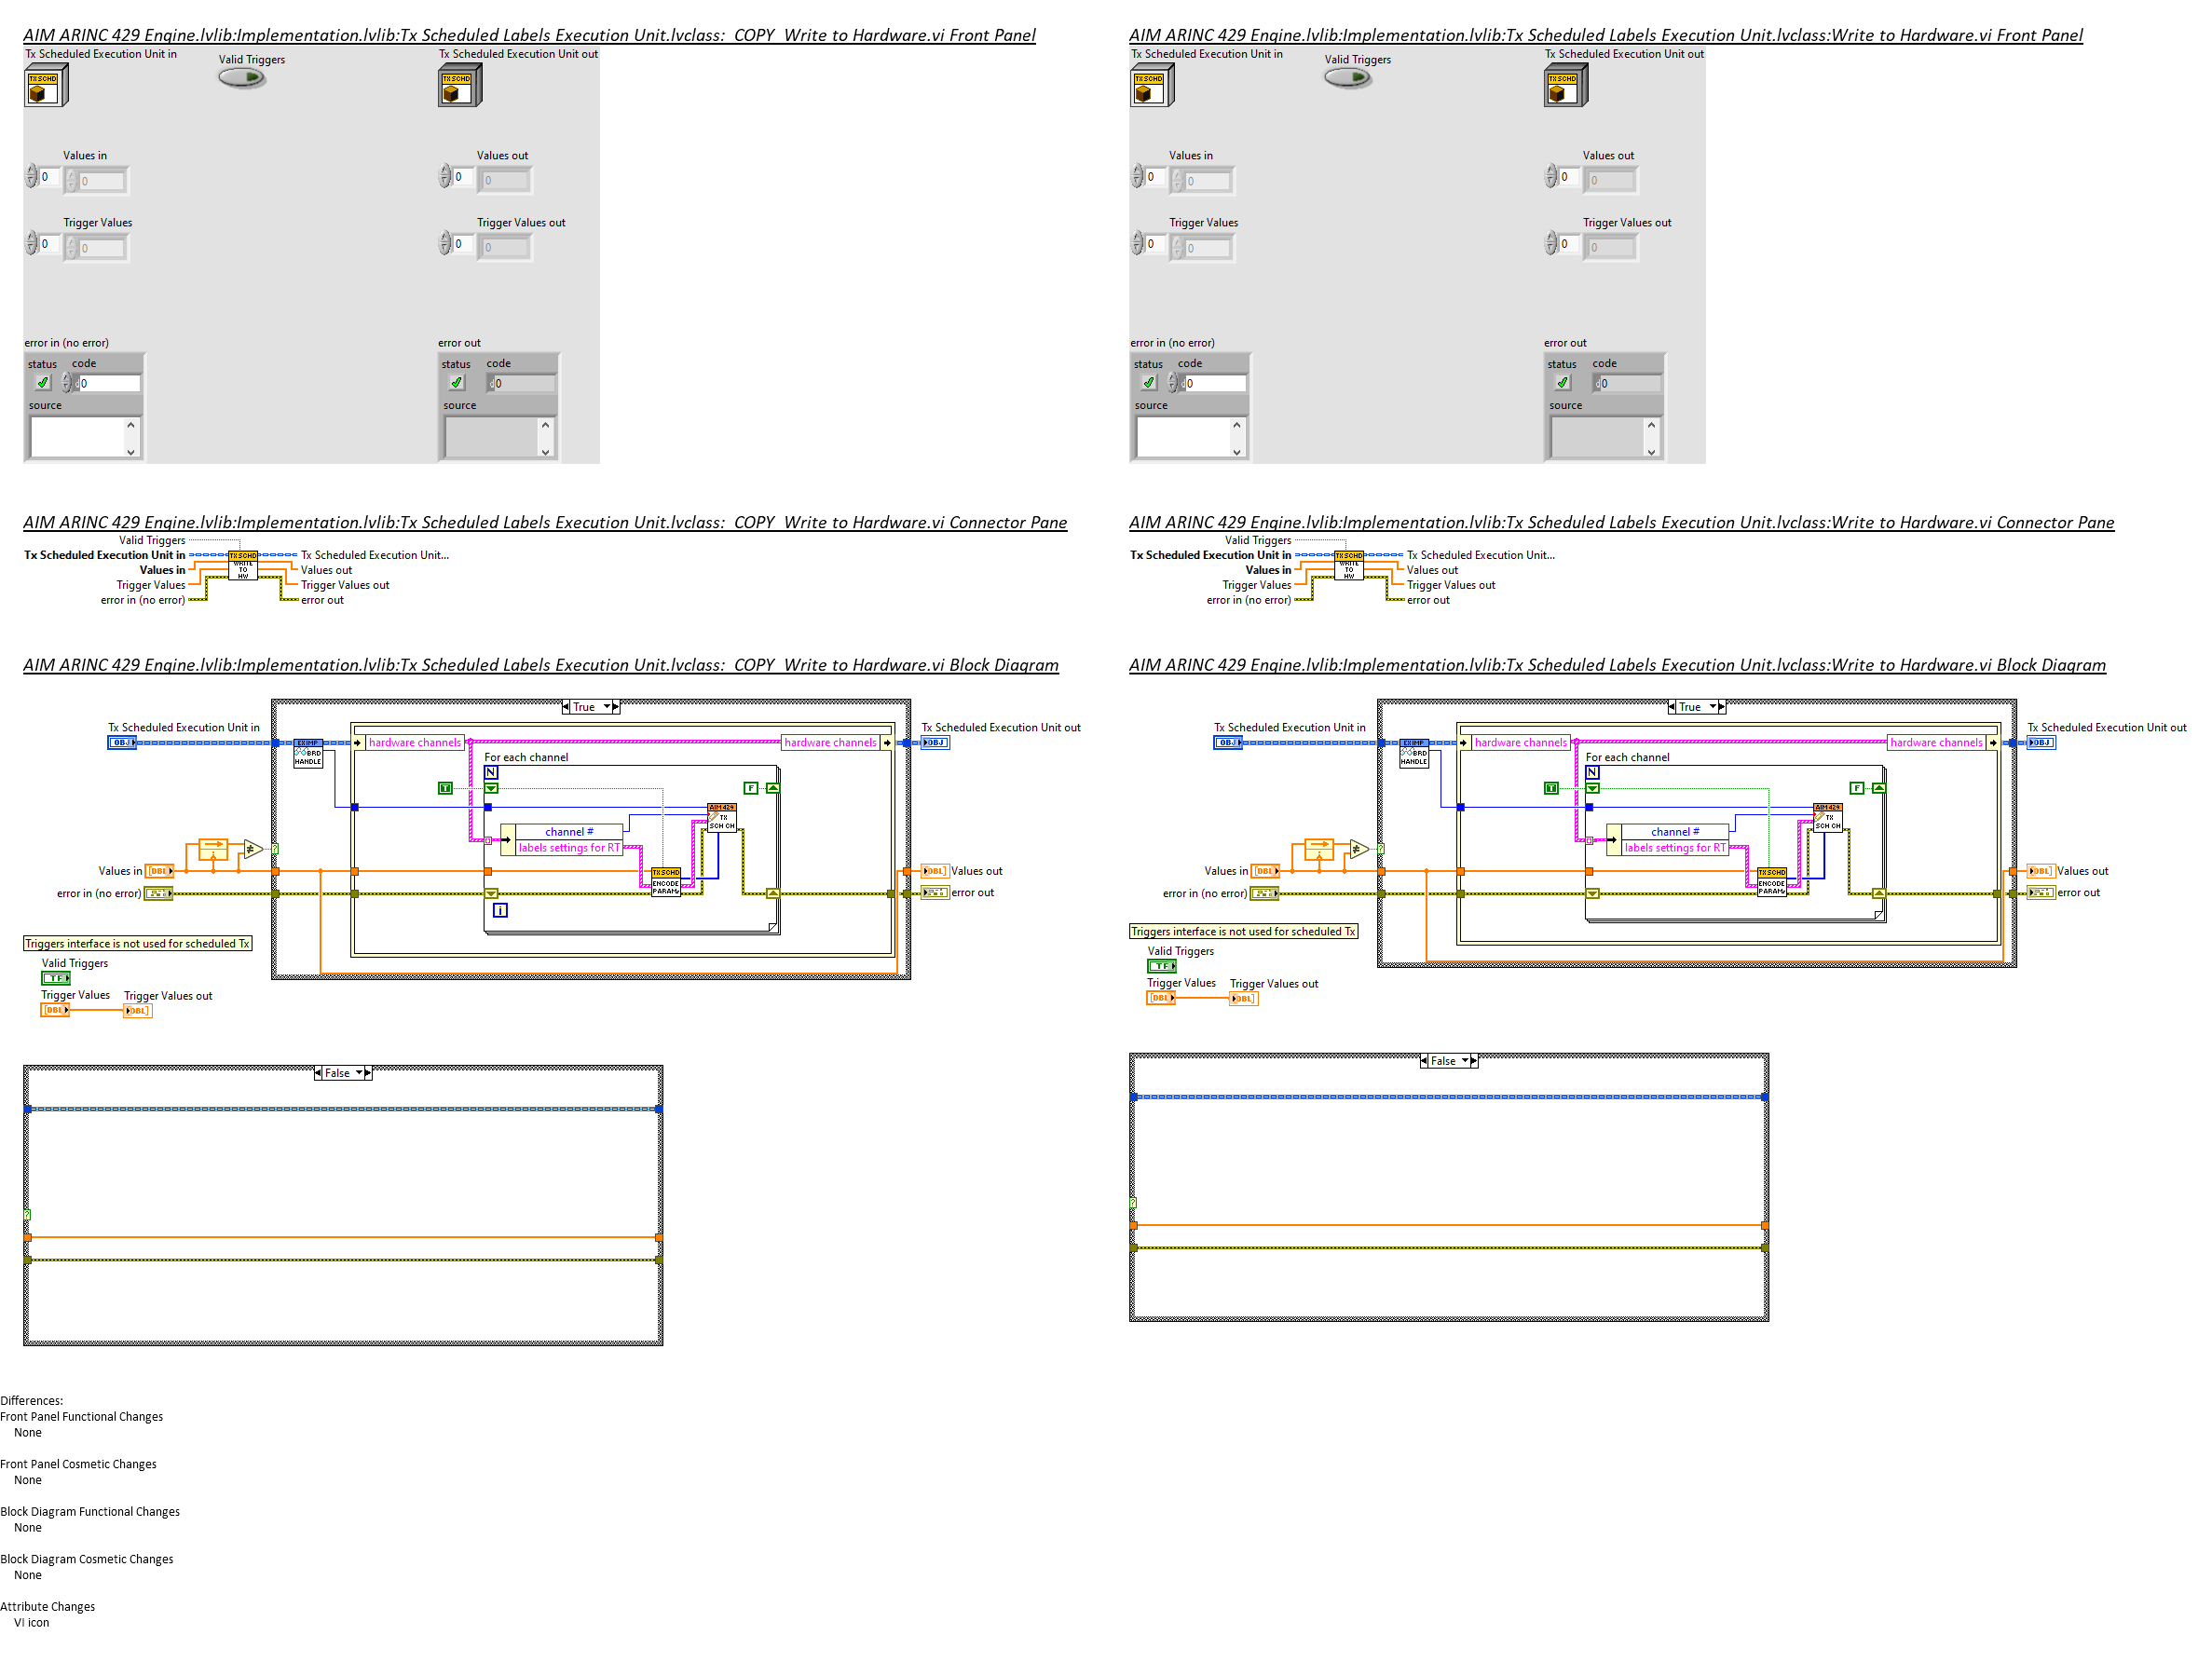 AIM ARINC 429 Engine.lvlib:Implementation.lvlib:Tx Scheduled Labels Execution Unit.lvclass:_COPY_Write to Hardware.vi Front Panel
Tx Scheduled Execution Unit in
Valid Triggers
Tx Scheduled Execution Unit out
TX SCHD
TX SCHD
Values in
Values out
0
0
0
0
Trigger Values
Trigger Values out
0
0
0
0
error in (no error)
error out
status code
status code
0
0
source
source
AIM ARINC 429 Engine.lvlib:Implementation.lvlib:Tx Scheduled Labels Execution Unit.lvclass:Write to Hardware.vi Front Panel
Tx Scheduled Execution Unit in
Valid Triggers
Tx Scheduled Execution Unit out
TX SCHD
TX SCHD
Values in
Values out
0
0
0
0
Trigger Values
Trigger Values out
0
0
0
0
error in (no error)
error out
status code
status code
0
0
source
source
AIM ARINC 429 Engine.lvlib:Implementation.lvlib:Tx Scheduled Labels Execution Unit.lvclass:_COPY_Write to Hardware.vi Connector Pane
Valid Triggers
Tx Scheduled Execution Unit in
TX SCHD
Tx Scheduled Execution Unit...
Values in
WRITE TO HW
Values out
Trigger Values
Trigger Values out
error in (no error)
error out
AIM ARINC 429 Engine.lvlib:Implementation.lvlib:Tx Scheduled Labels Execution Unit.lvclass:Write to Hardware.vi Connector Pane
Valid Triggers
Tx Scheduled Execution Unit in
TX SCHD
Tx Scheduled Execution Unit...
Values in
WRITE TO HW
Values out
Trigger Values
Trigger Values out
error in (no error)
error out
AIM ARINC 429 Engine.lvlib:Implementation.lvlib:Tx Scheduled Labels Execution Unit.lvclass:_COPY_Write to Hardware.vi Block Diagram
True
Tx Scheduled Execution Unit in
Tx Scheduled Execution Unit out
OBJ
BRD HANDLE
hardware channels
hardware channels
OBJ
For each channel
N
T
F
AIM 429
TX
SCH CH
channel #
labels settings for RT
Values in
[DBL]
TX SCHD
ENCODE
PARAMs
[DBL]
Values out
error in (no error)
error out
i
Triggers interface is not used for scheduled Tx
Valid Triggers
TF
Trigger Values
Trigger Values out
[DBL]
[DBL]
False
AIM ARINC 429 Engine.lvlib:Implementation.lvlib:Tx Scheduled Labels Execution Unit.lvclass:Write to Hardware.vi Block Diagram
True
Tx Scheduled Execution Unit in
Tx Scheduled Execution Unit out
OBJ
BRD HANDLE
hardware channels
hardware channels
OBJ
For each channel
N
T
F
AIM 429
TX
SCH CH
channel #
labels settings for RT
Values in
[DBL]
TX SCHD
ENCODE
PARAMs
[DBL]
Values out
error in (no error)
error out
Triggers interface is not used for scheduled Tx
Valid Triggers
TF
Trigger Values
Trigger Values out
[DBL]
[DBL]
False
Differences:
Front Panel Functional Changes
None
Front Panel Cosmetic Changes
None
Block Diagram Functional Changes
None
Block Diagram Cosmetic Changes
None
Attribute Changes
VI icon